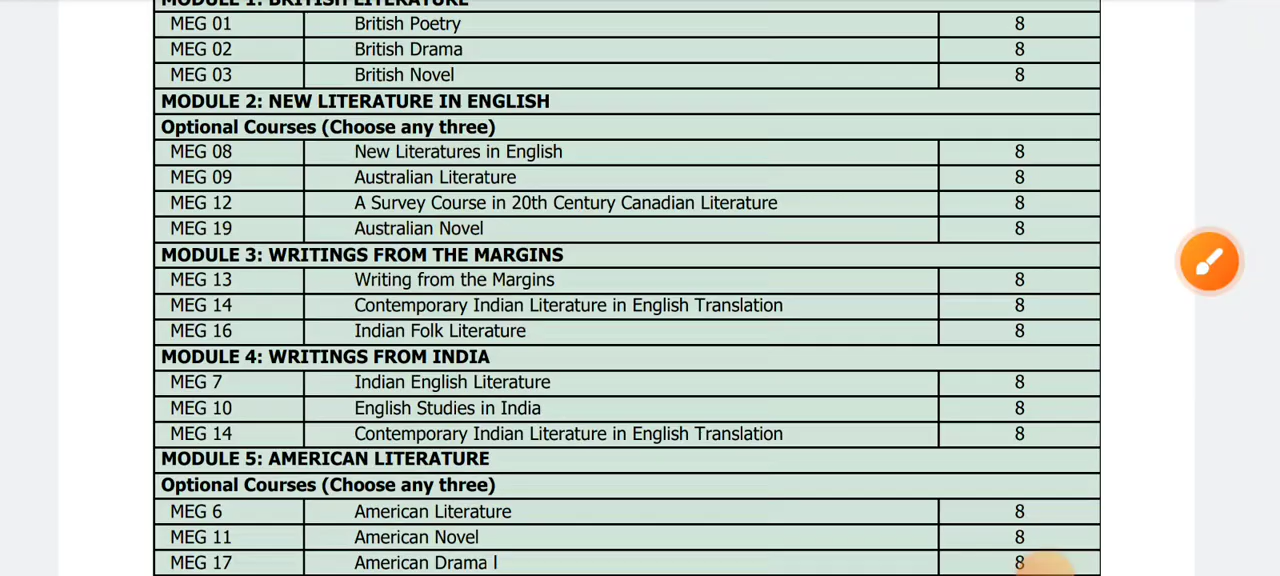 MODULE 1: BRITISH LITERATURE
MEG 01 British Poetry 8
MEG 02 British Drama 8
MEG 03 British Novel 8
MODULE 2: NEW LITERATURE IN ENGLISH
Optional Courses (Choose any three)
MEG 08 New Literatures in English 8
MEG 09 Australian Literature 8
MEG 12 A Survey Course in 20th Century Canadian Literature 8
MEG 19 Australian Novel 8
MODULE 3: WRITINGS FROM THE MARGINS
MEG 13 Writing from the Margins 8
MEG 14 Contemporary Indian Literature in English Translation 8
MEG 16 Indian Folk Literature 8
MODULE 4: WRITINGS FROM INDIA
MEG 7 Indian English Literature 8
MEG 10 English Studies in India 8
MEG 14 Contemporary Indian Literature in English Translation 8
MODULE 5: AMERICAN LITERATURE
Optional Courses (Choose any three)
MEG 6 American Literature 8
MEG 11 American Novel 8
MEG 17 American Drama l 8